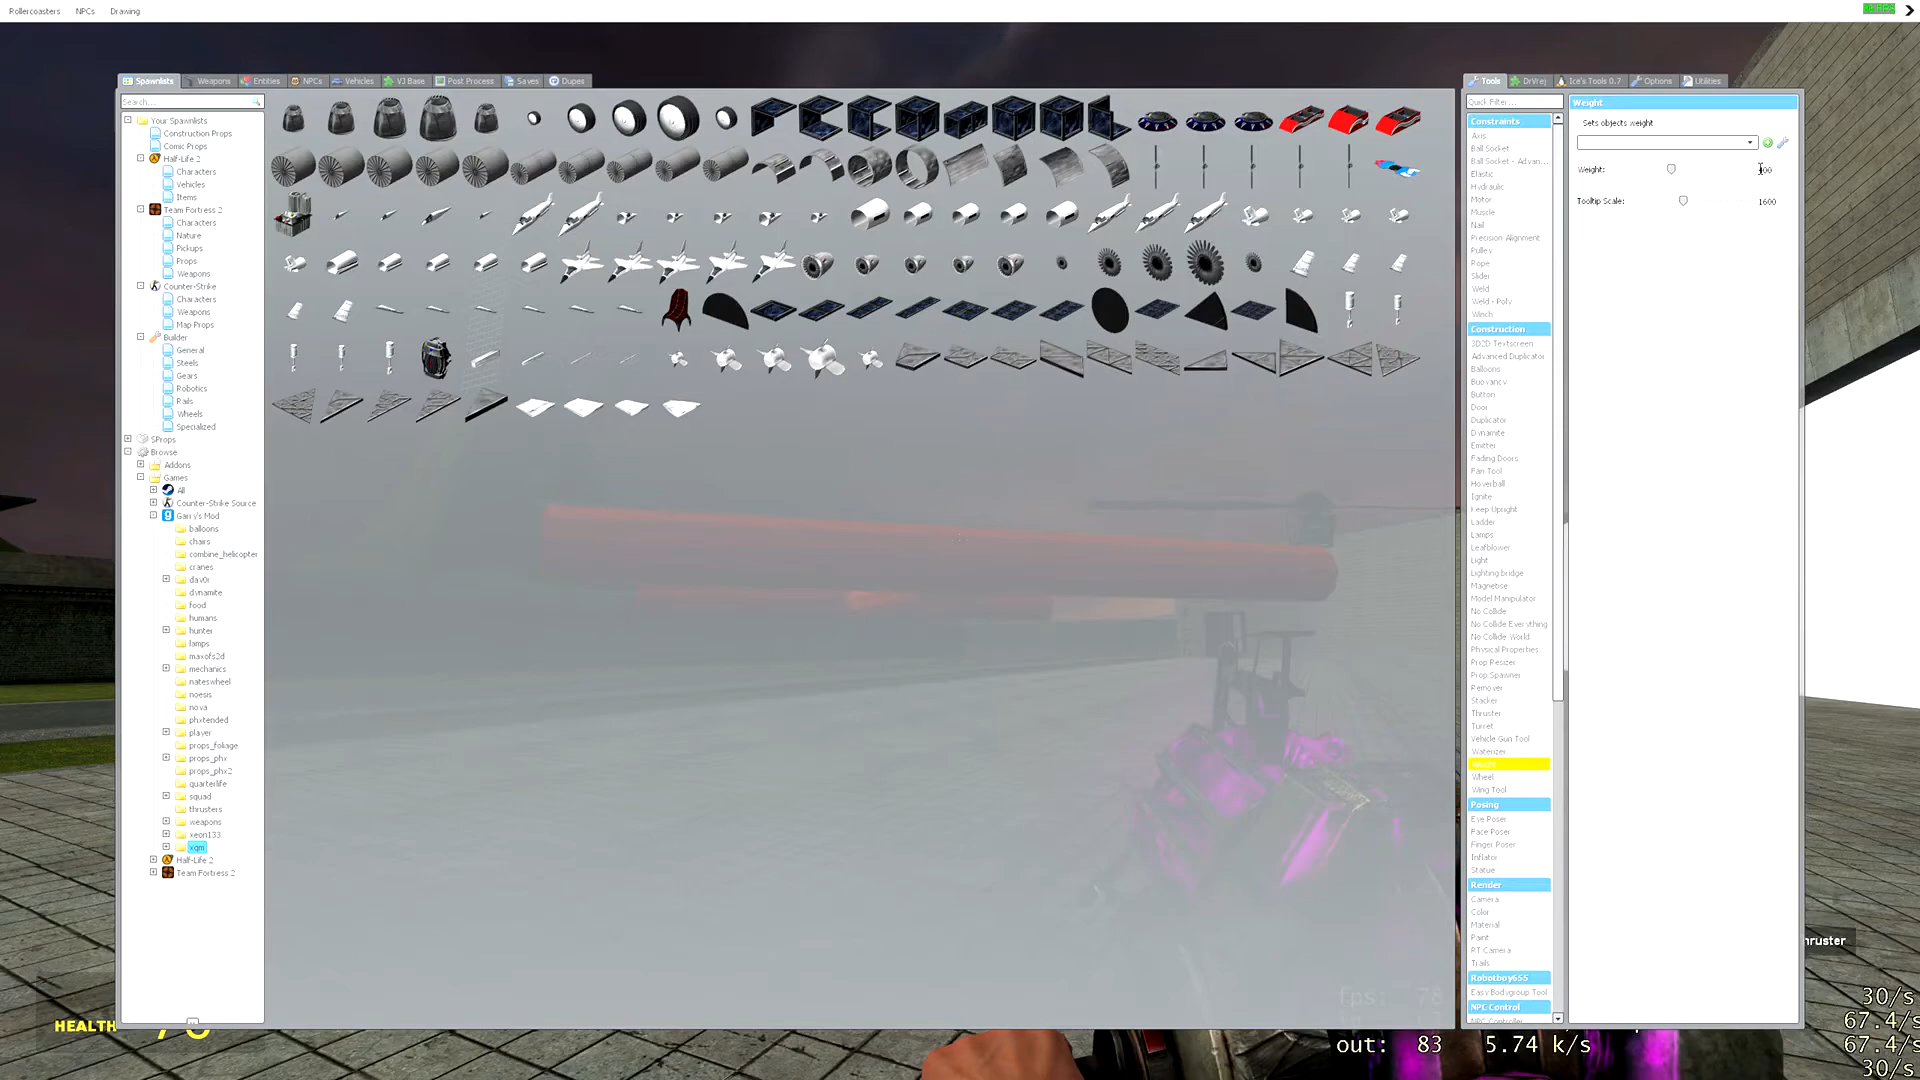 Rollercoasters NPCs Drawing
Spawnlists Weapons Entities NPCs Vehicles VJ Base Post Process Saves Dupes
Search...
Your Spawnlists
Construction Props
Comic Props
Half-Life 2
Characters
Vehicles
Items
Team Fortress 2
Characters
Nature
Pickups
Props
Weapons
Counter-Strike
Characters
Weapons
Map Props
Builder
General
Steels
Gears
Robotics
Rails
Wheels
Specialized
SProps
Browse
Addons
Games
All
Counter-Strike Source
Garry's Mod
balloons
chairs
combine_helicopter
cranes
dav0r
dynamite
food
humans
hunter
lamps
maxofs2d
mechanics
nateswheel
noesis
nova
phxtended
player
props_foliage
props_phx
props_phx2
quarterlife
squad
thrusters
weapons
xeon133
xqm
Half-Life 2
Team Fortress 2
Tools DrVrej Ice's Tools 0.7 Options Utilities
Quick Filter...
Constraints
Axis
Ball Socket
Ball Socket - Advan...
Elastic
Hydraulic
Motor
Muscle
Nail
Precision Alignment
Pulley
Rope
Slider
Weld
Weld - Poly
Winch
Construction
3D2D Textscreen
Advanced Duplicator
Balloons
Buoyancy
Button
Door
Duplicator
Dynamite
Emitter
Fading Doors
Fan Tool
Hoverball
Ignite
Keep Upright
Ladder
Lamps
Leafblower
Light
Lighting bridge
Magnetise
Model Manipulator
No Collide
No Collide Everything
No Collide World
Physical Properties
Prop Resizer
Prop Spawner
Remover
Stacker
Thruster
Turret
Vehicle Gun Tool
Waterizer
Weight
Wheel
Wing Tool
Posing
Eye Poser
Face Poser
Finger Poser
Inflator
Statue
Render
Camera
Color
Material
Paint
RT Camera
Trails
Robotboy655
Easy Bodygroup Tool
NPC Control
NPC Controller
Weight
Sets objects weight
Weight:
Tooltip Scale: 1600
hruster
HEALTH
fps: 78
30/s
67.4/s
67.4/s
30/s
out: 83 5.74 k/s